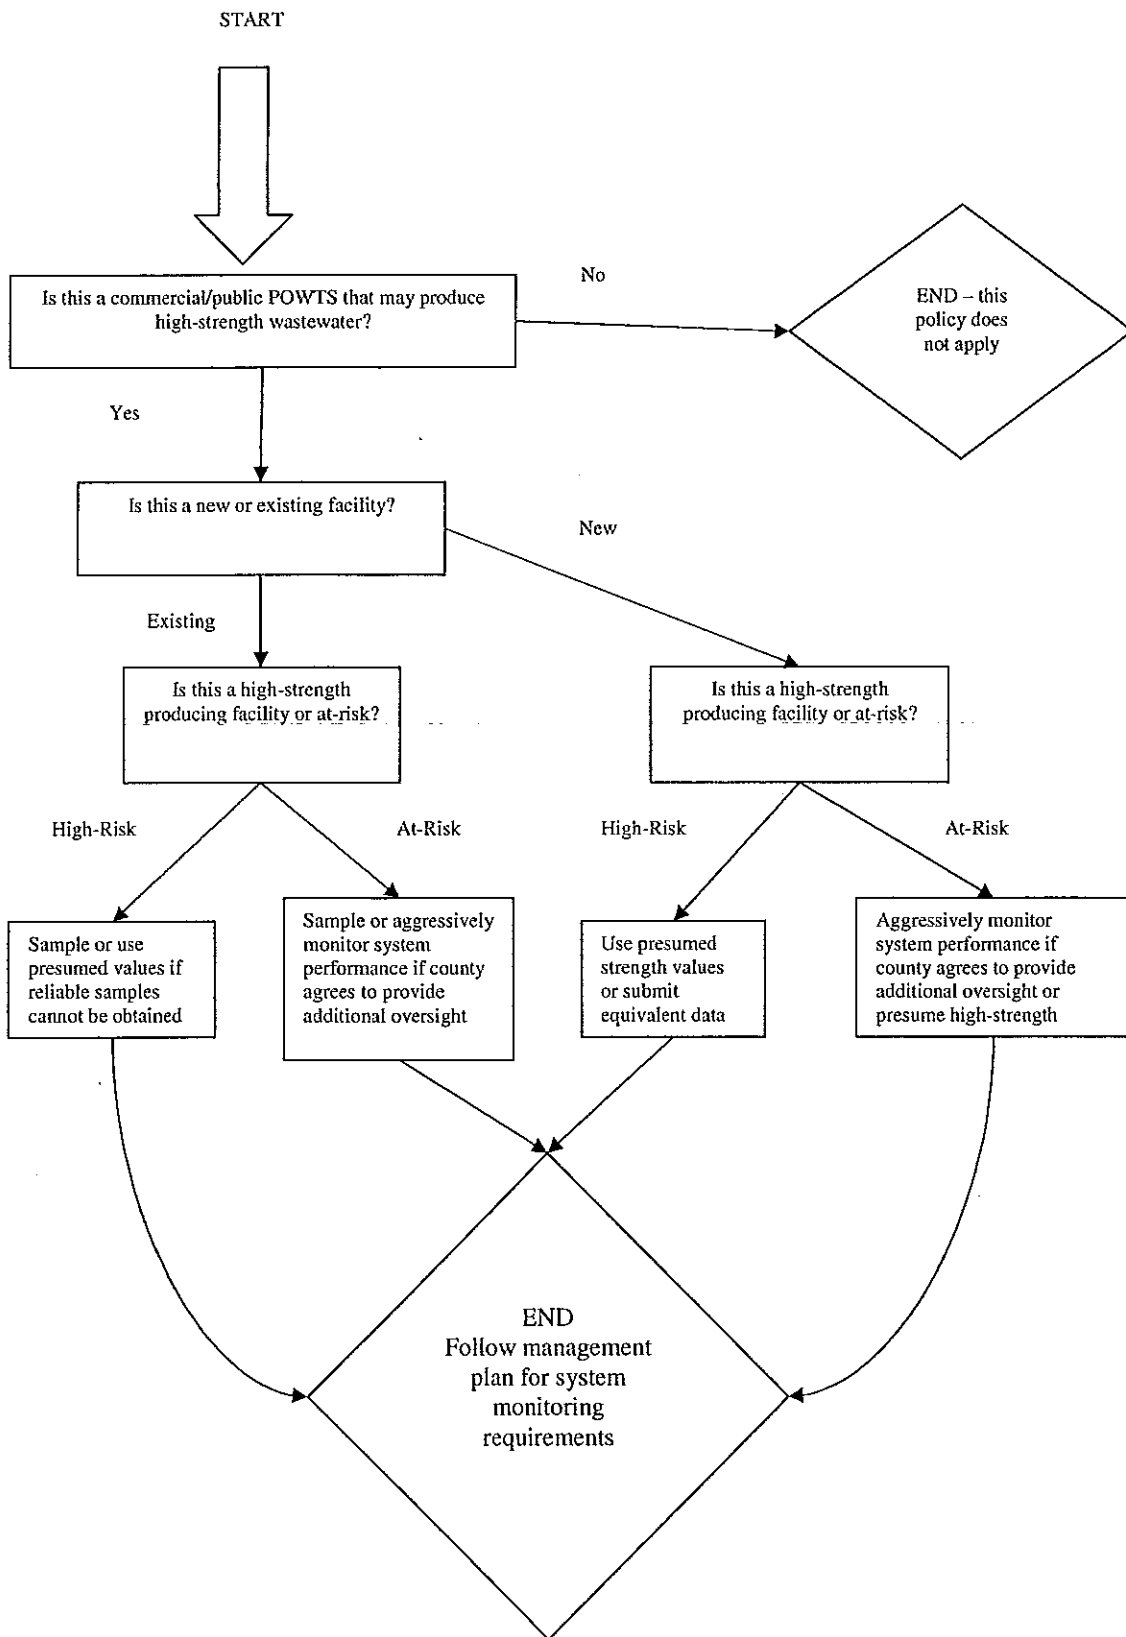 START
Is this a commercial/public POWTS that may produce
high-strength wastewater?
No
END – this
policy does
not apply
Yes
Is this a new or existing facility?
New
Existing
Is this a high-strength
producing facility or at-risk?
Is this a high-strength
producing facility or at-risk?
High-Risk
At-Risk
High-Risk
At-Risk
Sample or use
presumed values if
reliable samples
cannot be obtained
Sample or aggressively
monitor system
performance if county
agrees to provide
additional oversight
Use presumed
strength values
or submit
equivalent data
Aggressively monitor
system performance if
county agrees to provide
additional oversight or
presume high-strength
END
Follow management
plan for system
monitoring
requirements